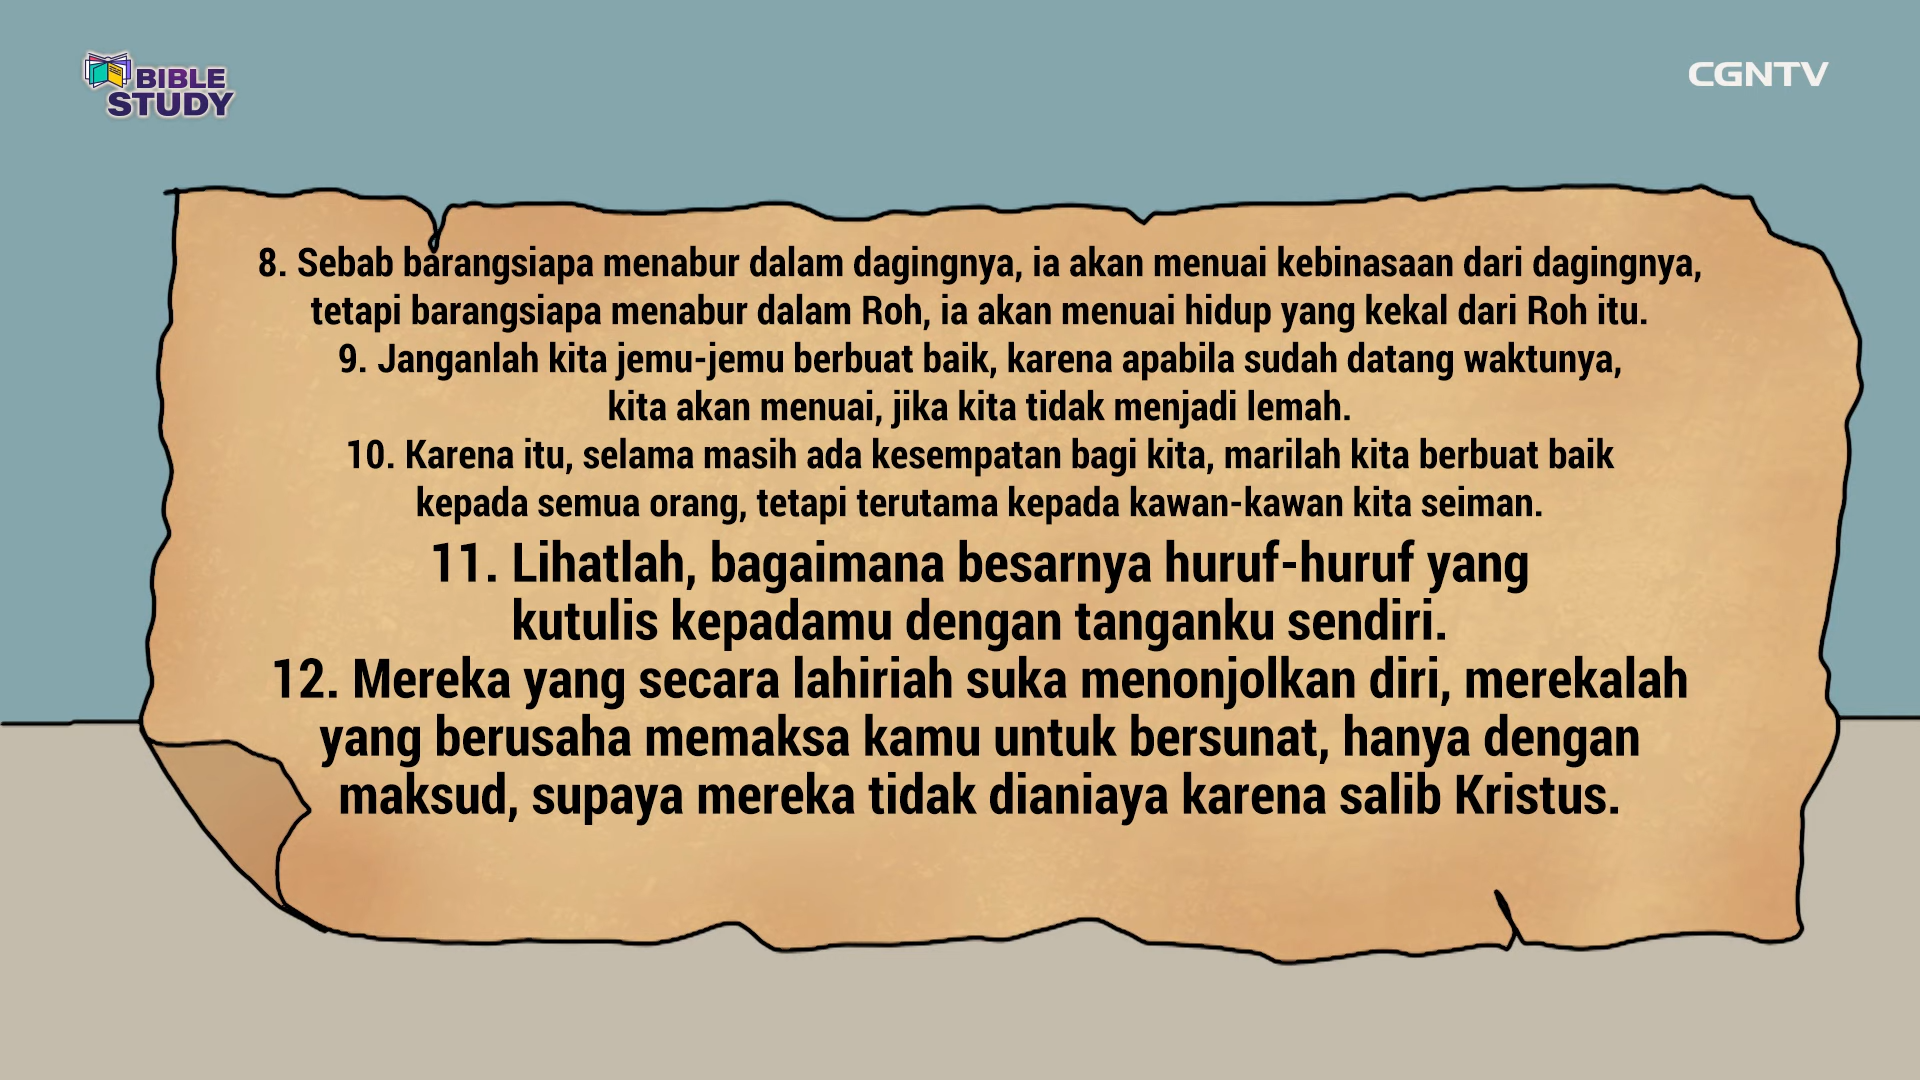 BIBLE
STUDY
CGNTV
8. Sebab barangsiapa menabur dalam dagingnya, ia akan menuai kebinasaan dari dagingnya,
tetapi barangsiapa menabur dalam Roh, ia akan menuai hidup yang kekal dari Roh itu.
9. Janganlah kita jemu-jemu berbuat baik, karena apabila sudah datang waktunya,
kita akan menuai, jika kita tidak menjadi lemah.
10. Karena itu, selama masih ada kesempatan bagi kita, marilah kita berbuat baik
kepada semua orang, tetapi terutama kepada kawan-kawan kita seiman.
11. Lihatlah, bagaimana besarnya huruf-huruf yang
kutulis kepadamu dengan tanganku sendiri.
12. Mereka yang secara lahiriah suka menonjolkan diri, merekalah
yang berusaha memaksa kamu untuk bersunat, hanya dengan
maksud, supaya mereka tidak dianiaya karena salib Kristus.